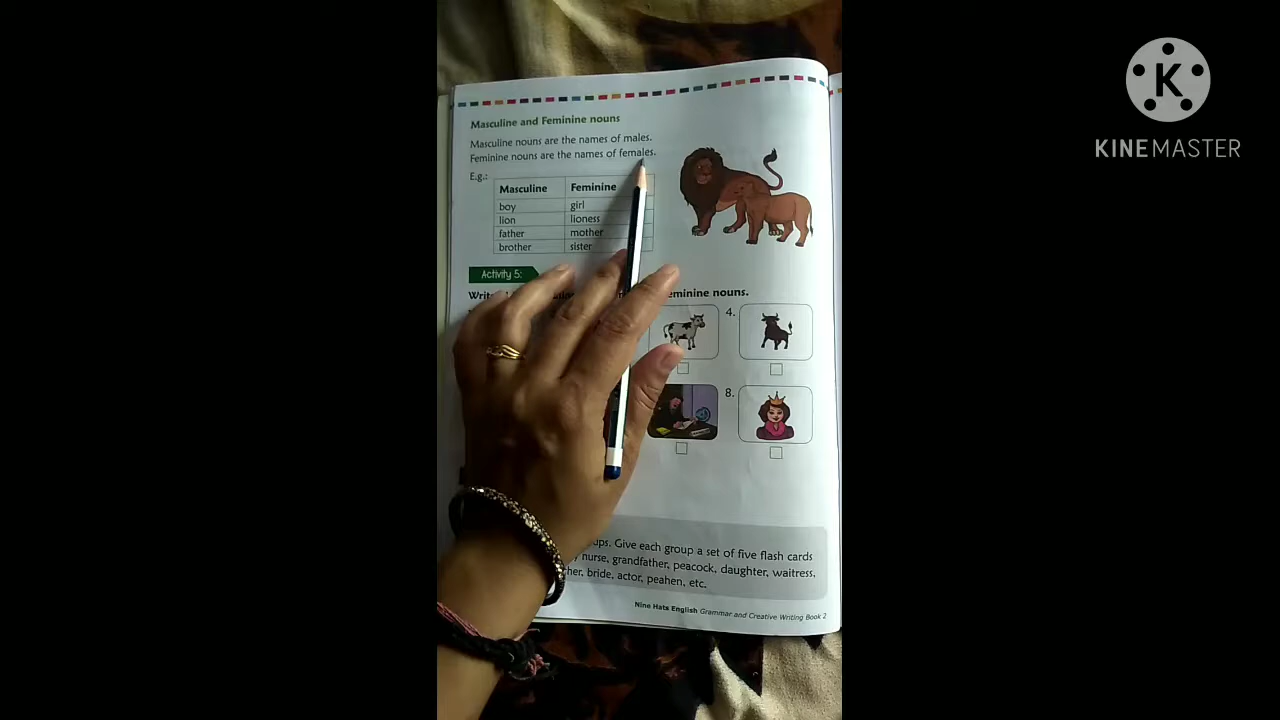 Masculine and Feminine nouns
Masculine nouns are the names of males.
Feminine nouns are the names of females.
E.g.:
Masculine Feminine
boy girl
lion lioness
father mother
brother sister
Activity 5:
feminine nouns.
4.
8.
ups. Give each group a set of five flash cards
nurse, grandfather, peacock, daughter, waitress,
bride, actor, peahen, etc.
Nine Hats English Grammar and Creative Writing Book 2
K
KINEMASTER